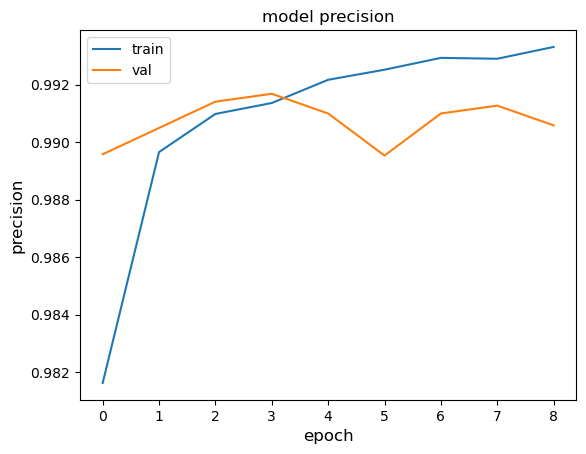 model precision
train
val
0.992
0.990
0.988
0.986
0.984
0.982
precision
0 1 2 3 4 5 6 7 8
epoch